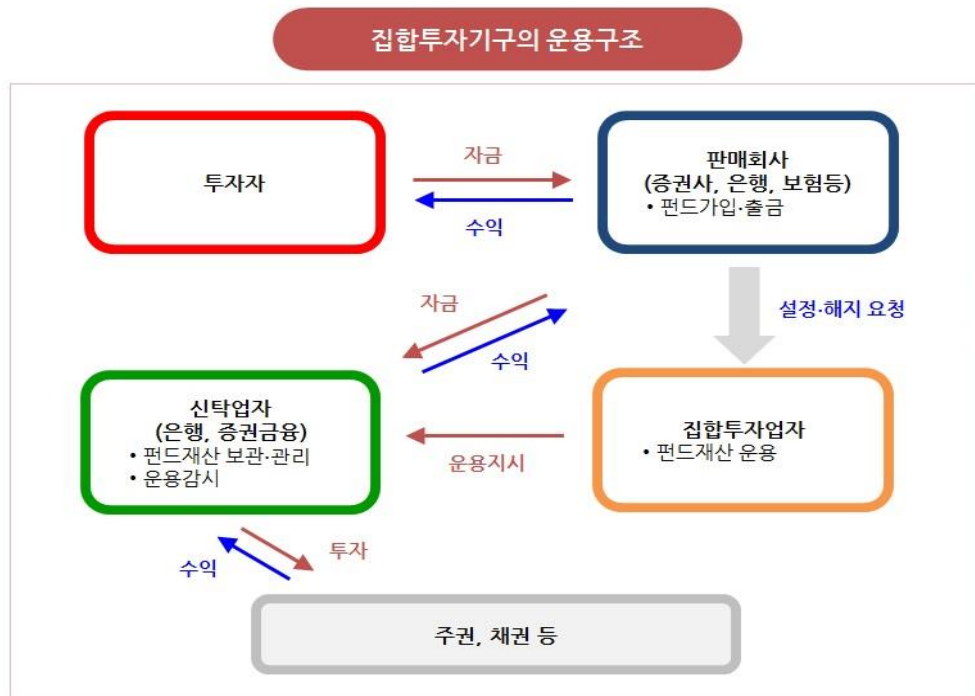 집합투자기구의 운용구조
투자자
자금
수익
판매회사
(증권사, 은행, 보험등)
• 펀드가입·출금
자금
수익
설정·해지 요청
신탁업자
(은행, 증권금융)
• 펀드재산 보관·관리
• 운용감시
운용지시
집합투자업자
• 펀드재산 운용
수익
투자
주권, 채권 등